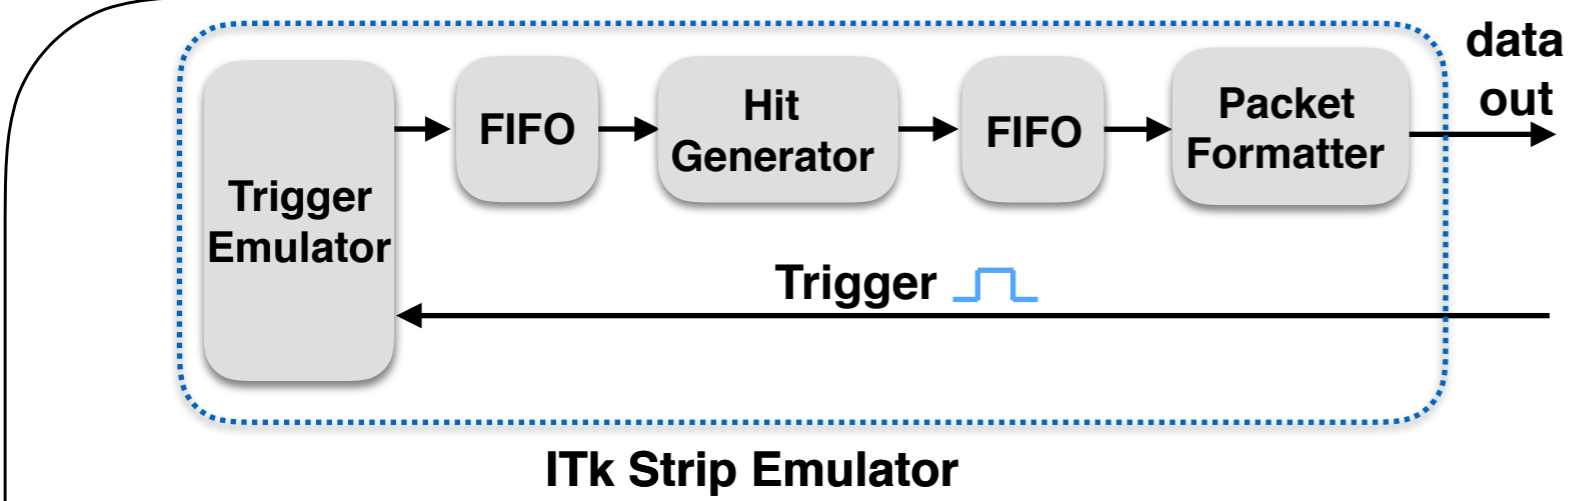 data
out
Trigger
Emulator
FIFO
Hit
Generator
FIFO
Packet
Formatter
Trigger
ITk Strip Emulator